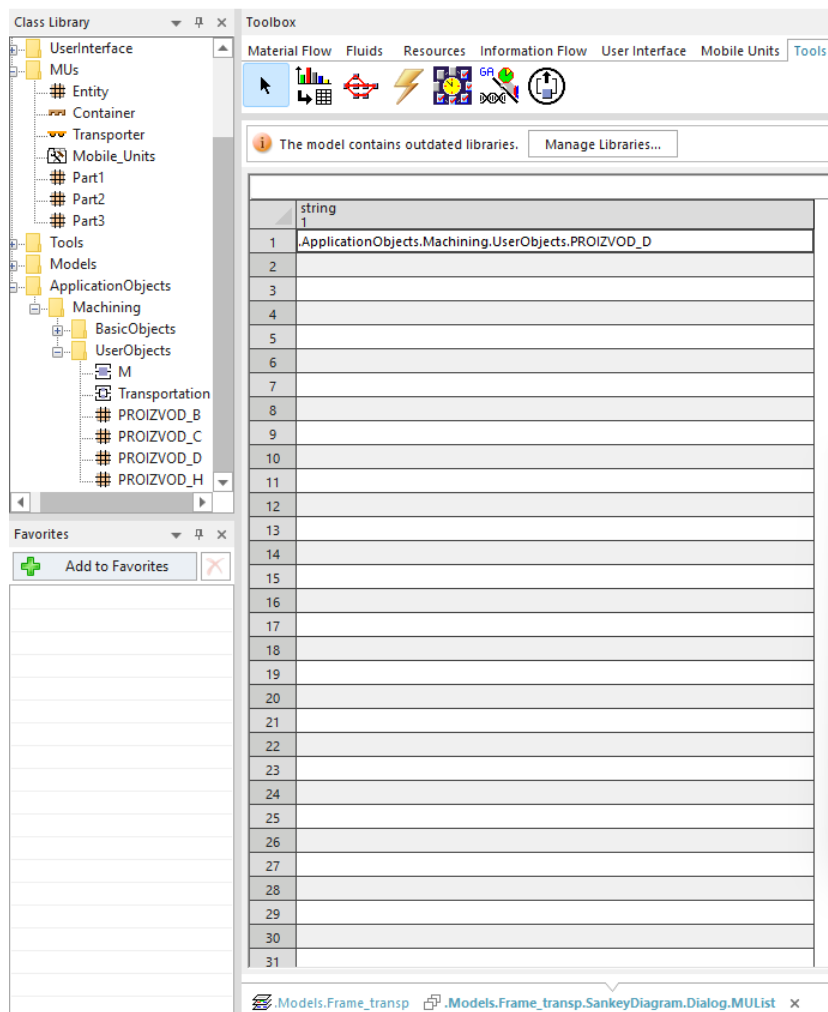 Class Library
UserInterface
MUs
Entity
Container
Transporter
Mobile_Units
Part1
Part2
Part3
Tools
Models
ApplicationObjects
Machining
BasicObjects
UserObjects
M
Transportation
PROIZVOD_B
PROIZVOD_C
PROIZVOD_D
PROIZVOD_H
Favorites
Add to Favorites
Toolbox
Material Flow Fluids Resources Information Flow User Interface Mobile Units Tools
GA
i The model contains outdated libraries. Manage Libraries...
string
1
1 .ApplicationObjects.Machining.UserObjects.PROIZVOD_D
2
3
4
5
6
7
8
9
10
11
12
13
14
15
16
17
18
19
20
21
22
23
24
25
26
27
28
29
30
31
.Models.Frame_transp .Models.Frame_transp.SankeyDiagram.Dialog.MUList